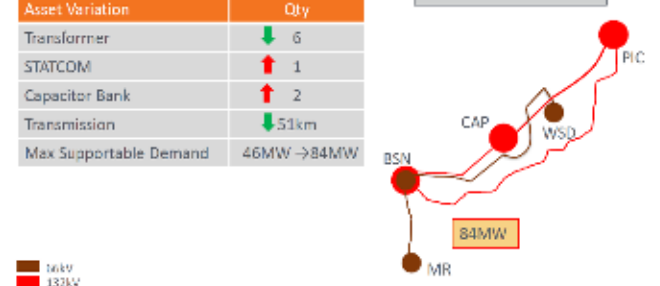 Asset Variation Qty
Transformer 6
STATCOM 1
Capacitor Bank 2
Transmission 51km
Max Supportable Demand 46MW →84MW
PIC
CAP
WSD
BSN
84MW
MR
66kV
132kV